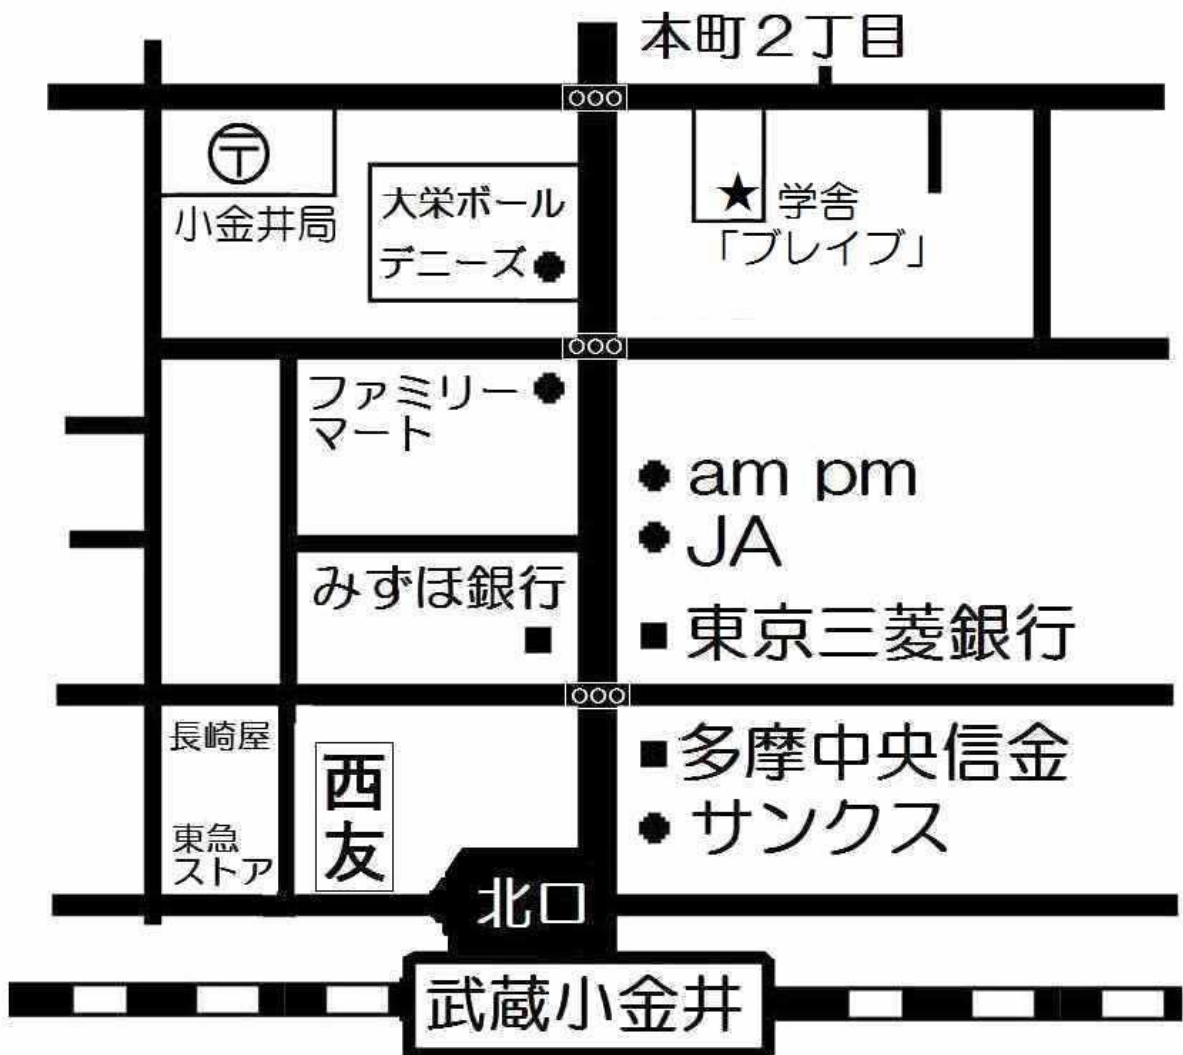 本町2丁目
〒
小金井局
大栄ボール
デニーズ
学舎
「ブレイブ」
ファミリー
マート
am pm
JA
みずほ銀行
東京三菱銀行
長崎屋
西友
多摩中央信金
サンクス
東急
ストア
北口
武蔵小金井